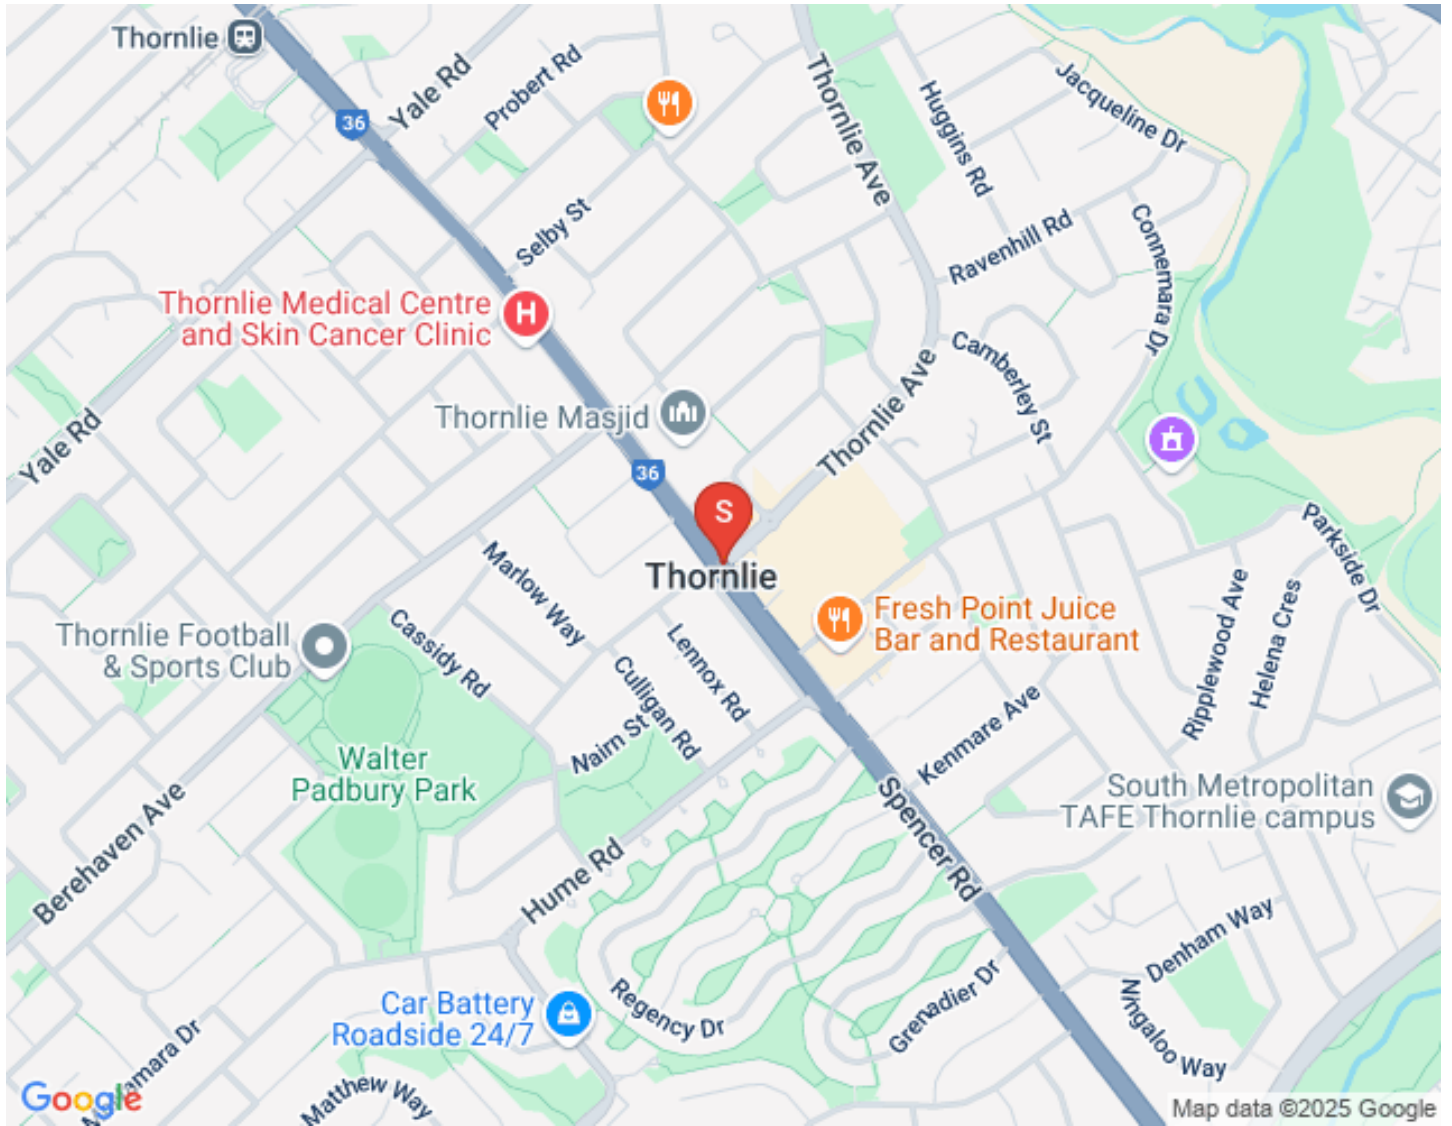 Thornlie
36
Yale Rd
Probert Rd
Thornlie Ave
Huggins Rd
Jacqueline Dr
Selby St
Ravenhill Rd
Connemara Dr
Thornlie Medical Centre
and Skin Cancer Clinic
H
Camberley St
Thornlie Masjid
Thornlie Ave
Yale Rd
36
S
Thornlie
Marlow Way
Parkside Dr
Ripplewood Ave
Helena Cres
Fresh Point Juice
Bar and Restaurant
Thornlie Football
& Sports Club
Cassidy Rd
Lennox Rd
Culligan Rd
Nairn St
Kenmare Ave
Walter
Padbury Park
South Metropolitan
TAFE Thornlie campus
Spencer Rd
Berehaven Ave
Hume Rd
Denham Way
Ningaloo Way
Grenadier Dr
Regency Dr
Car Battery
Roadside 24/7
Matthew Way
Google
Map data ©2025 Google